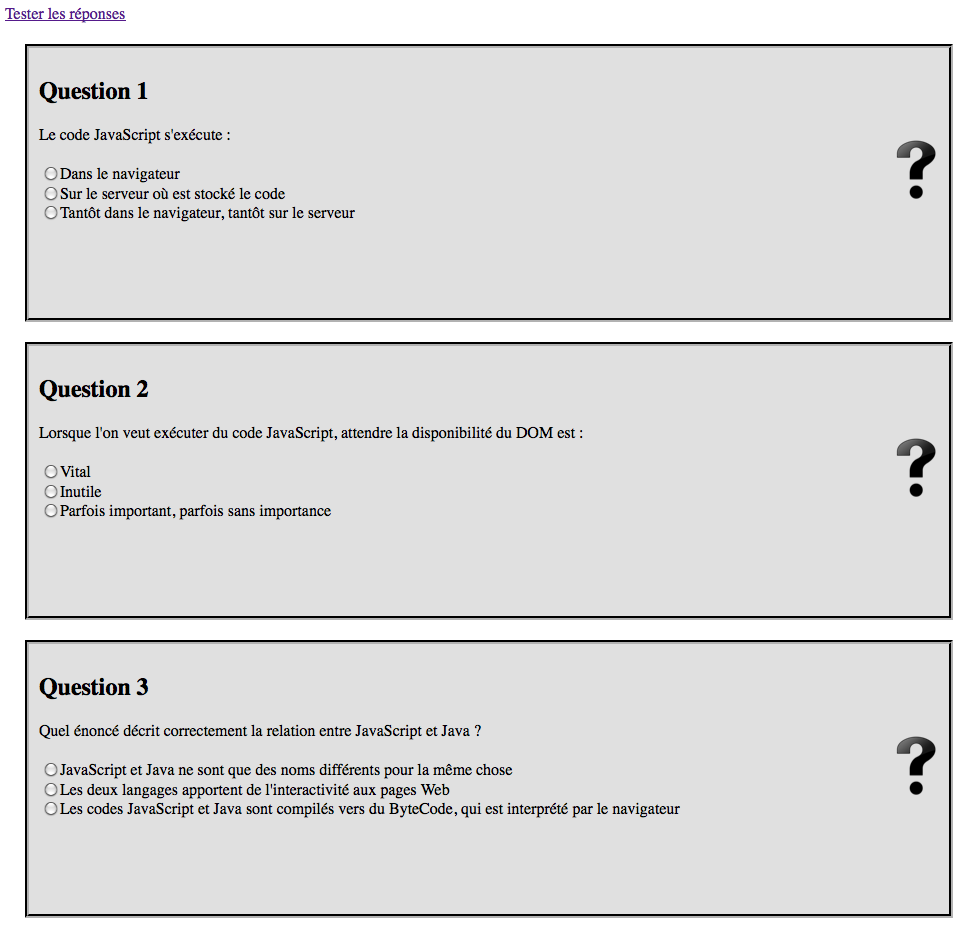 Tester les réponses
Question 1
Le code JavaScript s'exécute :
Dans le navigateur
Sur le serveur où est stocké le code
Tantôt dans le navigateur, tantôt sur le serveur
?
Question 2
Lorsque l'on veut exécuter du code JavaScript, attendre la disponibilité du DOM est :
Vital
Inutile
Parfois important, parfois sans importance
?
Question 3
Quel énoncé décrit correctement la relation entre JavaScript et Java ?
JavaScript et Java ne sont que des noms différents pour la même chose
Les deux langages apportent de l'interactivité aux pages Web
Les codes JavaScript et Java sont compilés vers du ByteCode, qui est interprété par le navigateur
?